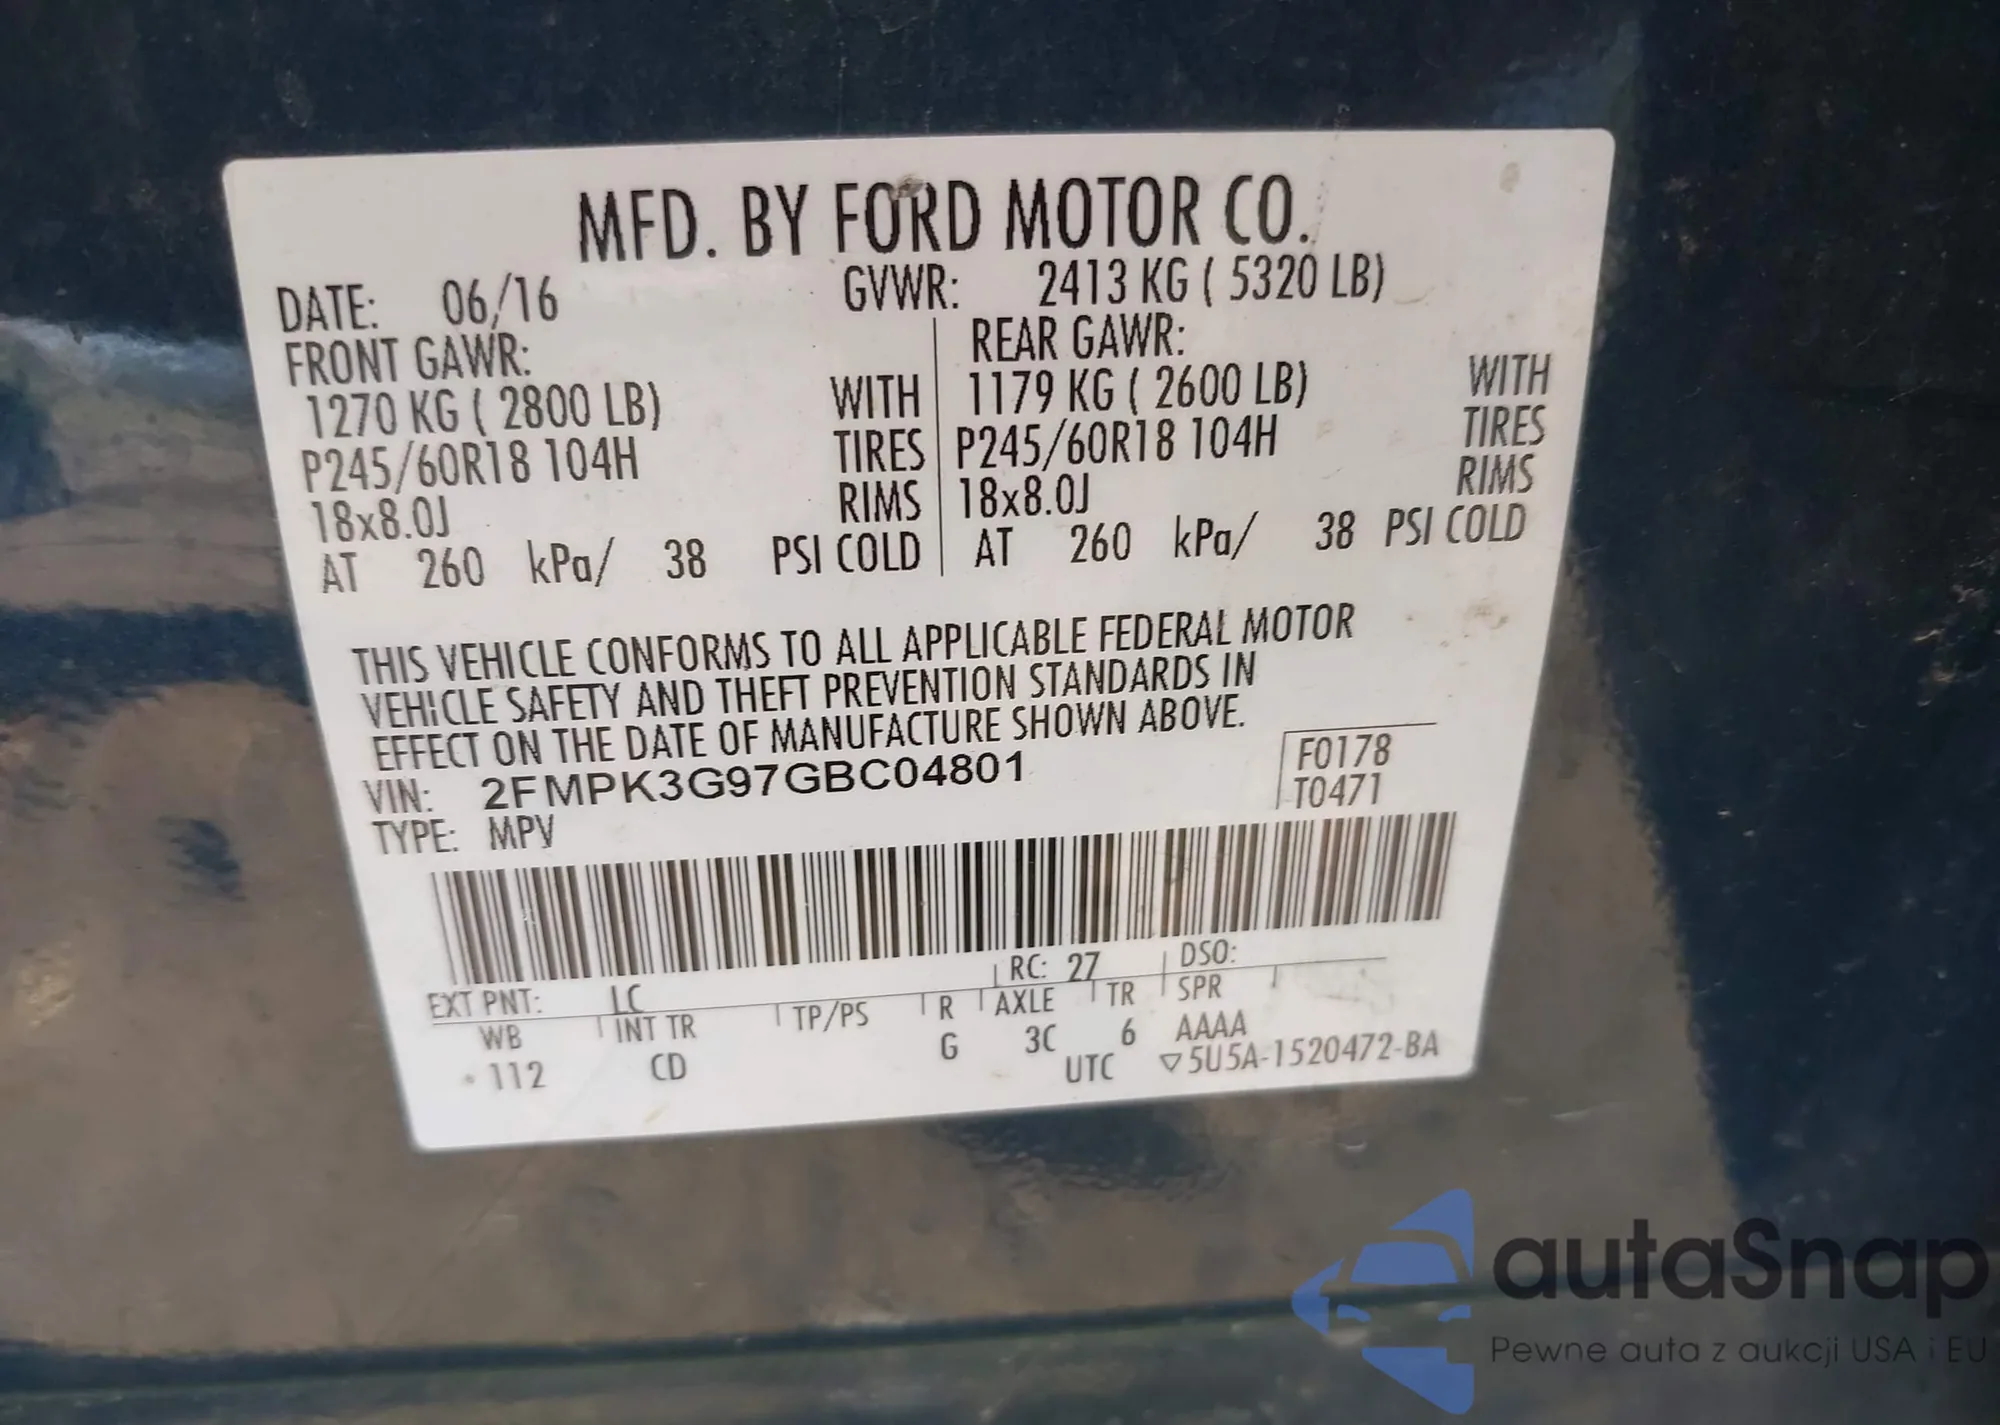 MFD. BY FORD MOTOR CO.
DATE: 06/16 GVWR: 2413 KG ( 5320 LB)
FRONT GAWR: REAR GAWR:
1270 KG ( 2800 LB) WITH 1179 KG ( 2600 LB) WITH
P245/60R18 104H TIRES P245/60R18 104H TIRES
18x8.0J RIMS 18x8.0J RIMS
AT 260 kPa/ 38 PSI COLD AT 260 kPa/ 38 PSI COLD
THIS VEHICLE CONFORMS TO ALL APPLICABLE FEDERAL MOTOR
VEHICLE SAFETY AND THEFT PREVENTION STANDARDS IN
EFFECT ON THE DATE OF MANUFACTURE SHOWN ABOVE.
VIN: 2FMPK3G97GBC04801 F0178
TYPE: MPV T0471
EXT PNT: LC RC: 27 DSO:
WB INT TR TP/PS R AXLE TR SPR
112 CD G 3C 6 AAAA
UTC ▽5U5A-1520472-BA
autaSnap
Pewne auta z aukcji USA i EU